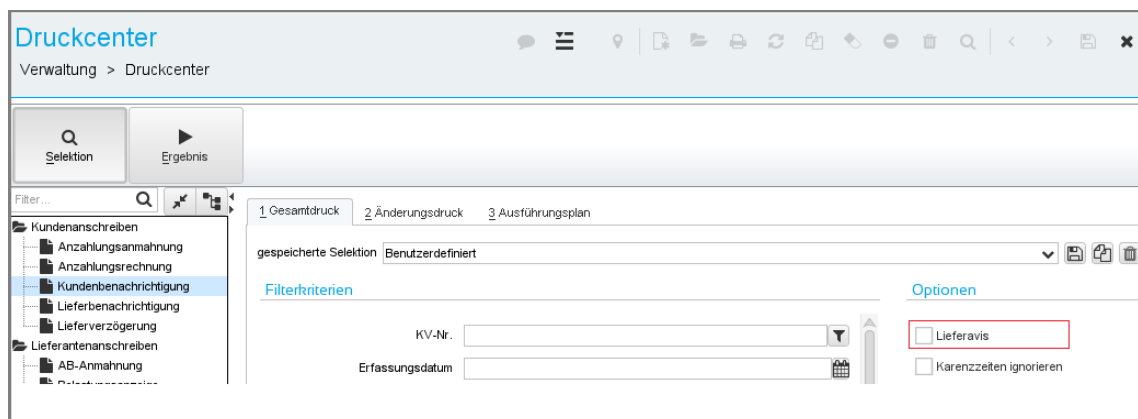 Druckcenter
Verwaltung > Druckcenter
Selektion
Ergebnis
Filter...
Kundenanschreiben
Anzahlungsanmahnung
Anzahlungsrechnung
Kundenbenachrichtigung
Lieferbenachrichtigung
Lieferverzögerung
Lieferantenanschreiben
AB-Anmahnung
1 Gesamtdruck
2 Änderungsdruck
3 Ausführungsplan
gespeicherte Selektion
Benutzerdefiniert
Filterkriterien
KV-Nr.
Erfassungsdatum
Optionen
Lieferavis
Karenzzeiten ignorieren